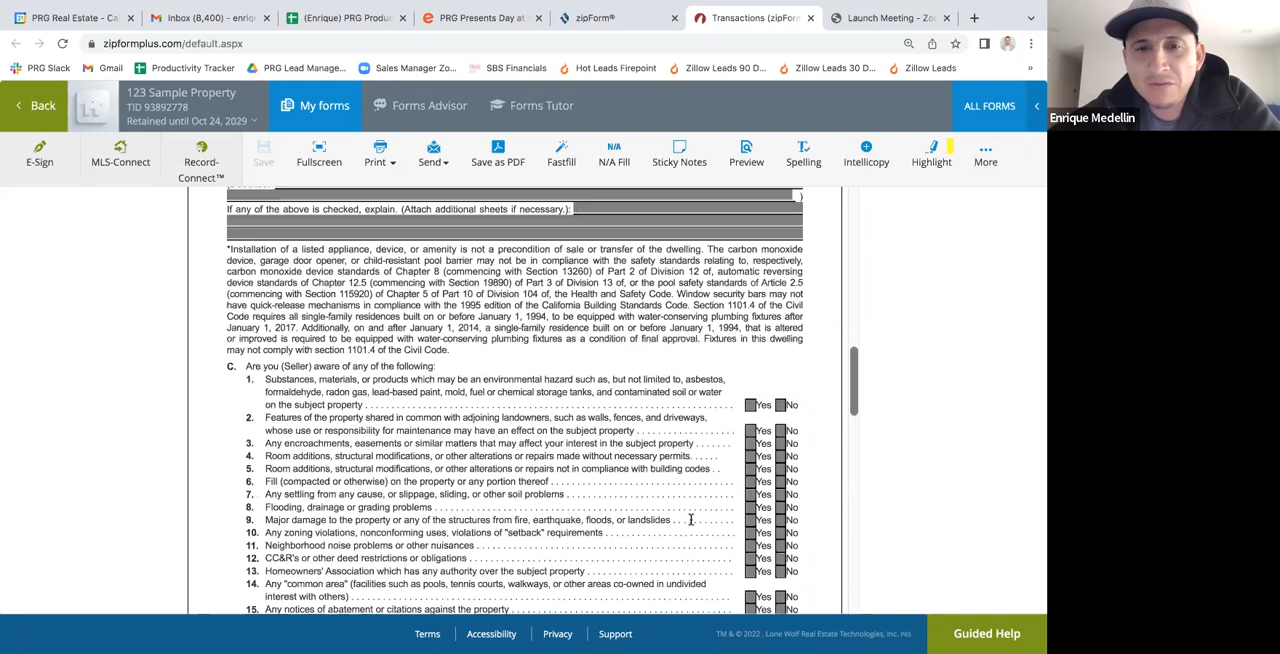 PRG Real Estate - Cal
Inbox (8,400) - enriq
(Enrique) PRG Produc
PRG Presents Day at
zipForm®
Transactions (zipForm
Launch Meeting - Zoo
zipformplus.com/default.aspx
PRG Slack
Gmail
Productivity Tracker
PRG Lead Manage...
Sales Manager Zo...
SBS Financials
Hot Leads Firepoint
Zillow Leads 90 D...
Zillow Leads 30 D...
Zillow Leads
»
Back
123 Sample Property
TID 93892778
Retained until Oct 24, 2029
My forms
Forms Advisor
Forms Tutor
ALL FORMS
Enrique Medellin
E-Sign
MLS-Connect
Record-
Connect™
Save
Fullscreen
Print
Send
Save as PDF
Fastfill
N/A
N/A Fill
Sticky Notes
Preview
Spelling
Intellicopy
Highlight
More
)
If any of the above is checked, explain. (Attach additional sheets if necessary.):
*Installation of a listed appliance, device, or amenity is not a precondition of sale or transfer of the dwelling. The carbon monoxide
device, garage door opener, or child-resistant pool barrier may not be in compliance with the safety standards relating to, respectively,
carbon monoxide device standards of Chapter 8 (commencing with Section 13260) of Part 2 of Division 12 of, automatic reversing
device standards of Chapter 12.5 (commencing with Section 19890) of Part 3 of Division 13 of, or the pool safety standards of Article 2.5
(commencing with Section 115920) of Chapter 5 of Part 10 of Division 104 of, the Health and Safety Code. Window security bars may not
have quick-release mechanisms in compliance with the 1995 edition of the California Building Standards Code. Section 1101.4 of the Civil
Code requires all single-family residences built on or before January 1, 1994, to be equipped with water-conserving plumbing fixtures after
January 1, 2017. Additionally, on and after January 1, 2014, a single-family residence built on or before January 1, 1994, that is altered
or improved is required to be equipped with water-conserving plumbing fixtures as a condition of final approval. Fixtures in this dwelling
may not comply with section 1101.4 of the Civil Code.
C. Are you (Seller) aware of any of the following:
1. Substances, materials, or products which may be an environmental hazard such as, but not limited to, asbestos,
formaldehyde, radon gas, lead-based paint, mold, fuel or chemical storage tanks, and contaminated soil or water
on the subject property Yes No
2. Features of the property shared in common with adjoining landowners, such as walls, fences, and driveways,
whose use or responsibility for maintenance may have an effect on the subject property Yes No
3. Any encroachments, easements or similar matters that may affect your interest in the subject property Yes No
4. Room additions, structural modifications, or other alterations or repairs made without necessary permits Yes No
5. Room additions, structural modifications, or other alterations or repairs not in compliance with building codes Yes No
6. Fill (compacted or otherwise) on the property or any portion thereof Yes No
7. Any settling from any cause, or slippage, sliding, or other soil problems Yes No
8. Flooding, drainage or grading problems Yes No
9. Major damage to the property or any of the structures from fire, earthquake, floods, or landslides Yes No
10. Any zoning violations, nonconforming uses, violations of "setback" requirements Yes No
11. Neighborhood noise problems or other nuisances Yes No
12. CC&R's or other deed restrictions or obligations Yes No
13. Homeowners' Association which has any authority over the subject property Yes No
14. Any "common area" (facilities such as pools, tennis courts, walkways, or other areas co-owned in undivided
interest with others) Yes No
15. Any notices of abatement or citations against the property Yes No
Terms
Accessibility
Privacy
Support
TM & © 2022 , Lone Wolf Real Estate Technologies, Inc. P65
Guided Help